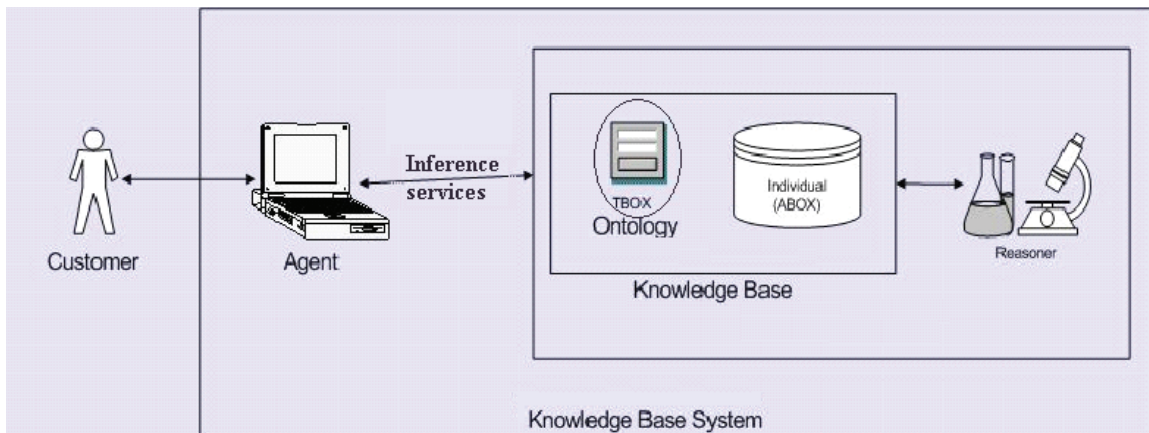 Customer
Agent
Inference
services
TBOX
Ontology
Individual
(ABOX)
Knowledge Base
Reasoner
Knowledge Base System